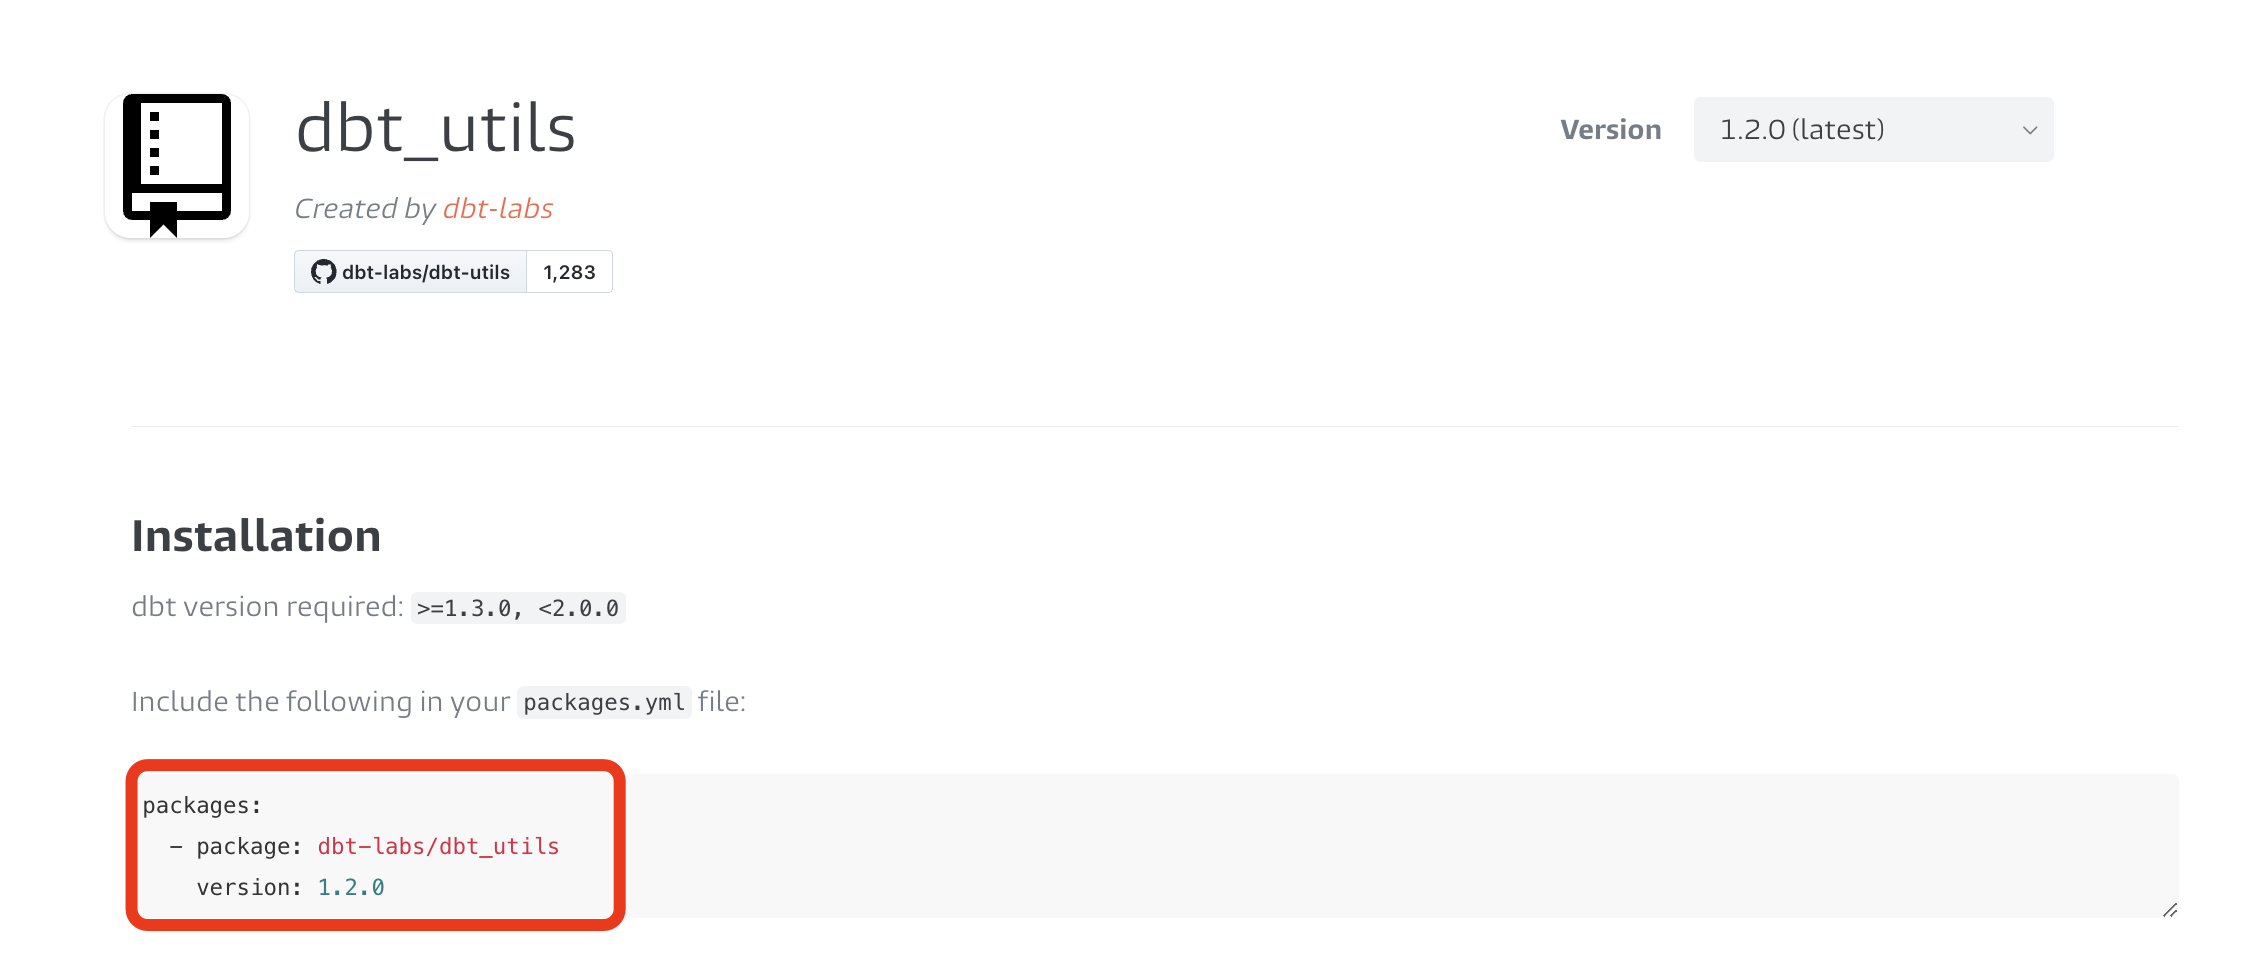 dbt_utils
Version
1.2.0 (latest)
Created by dbt-labs
dbt-labs/dbt-utils
1,283
Installation
dbt version required: >=1.3.0, <2.0.0
Include the following in your packages.yml file:
packages:
  - package: dbt-labs/dbt_utils
    version: 1.2.0